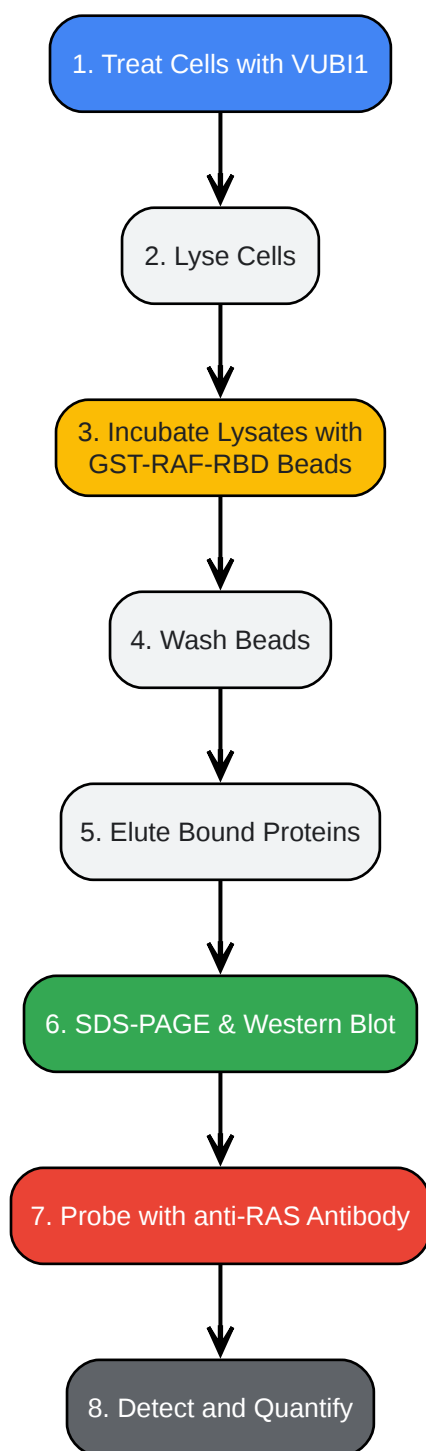 1. Treat Cells with VUBI1
2. Lyse Cells
3. Incubate Lysates with
GST-RAF-RBD Beads
4. Wash Beads
5. Elute Bound Proteins
6. SDS-PAGE & Western Blot
7. Probe with anti-RAS Antibody
8. Detect and Quantify